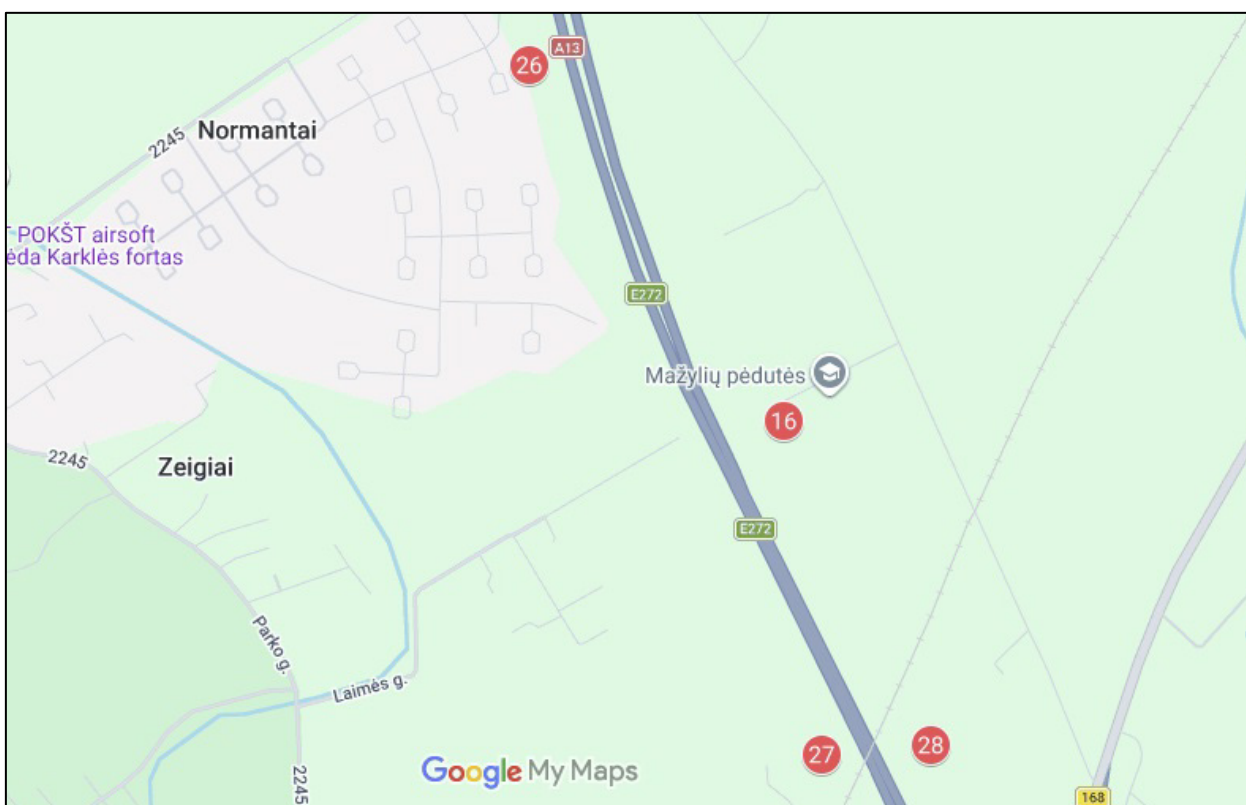 A13
26
2245
Normantai
T POKŠT airsoft
ėda Karklės fortas
E272
Mažylių pėdutės
16
2245
Zeigiai
E272
Parko g.
Laimės g.
27
28
2245
Google My Maps
168